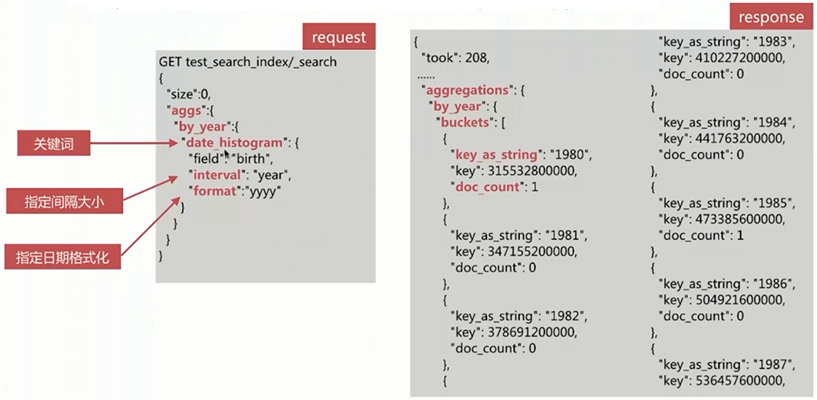 request
GET test_search_index/_search
{
"size":0,
"aggs":{
"by_year":{
"date_histogram": {
"field":"birth",
"interval": "year",
"format":"yyyy"
}
}
}
}
关键词
指定间隔大小
指定日期格式化
response
{
"took": 208,
......
"aggregations": {
"by_year": {
"buckets": [
{
"key_as_string": "1980",
"key": 315532800000,
"doc_count": 1
},
{
"key_as_string": "1981",
"key": 347155200000,
"doc_count": 0
},
{
"key_as_string": "1982",
"key": 378691200000,
"doc_count": 0
},
{
"key_as_string": "1983",
"key": 410227200000,
"doc_count": 0
},
{
"key_as_string": "1984",
"key": 441763200000,
"doc_count": 0
},
{
"key_as_string": "1985",
"key": 473385600000,
"doc_count": 1
},
{
"key_as_string": "1986",
"key": 504921600000,
"doc_count": 0
},
{
"key_as_string": "1987",
"key": 536457600000,